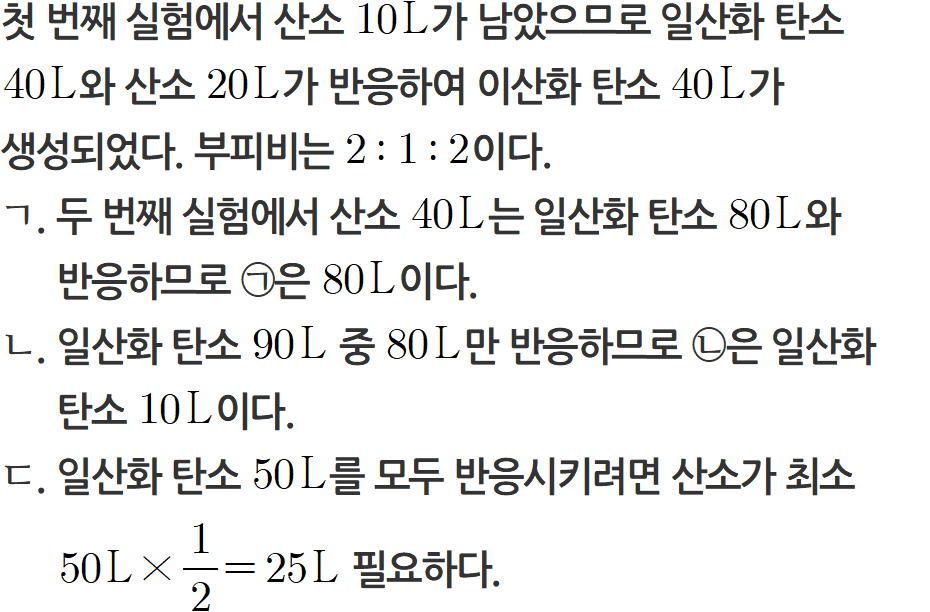 첫 번째 실험에서 산소 10L가 남았으므로 일산화 탄소
40L와 산소 20L가 반응하여 이산화 탄소 40L가
생성되었다. 부피비는 2 : 1 : 2이다.
ㄱ. 두 번째 실험에서 산소 40L는 일산화 탄소 80L와
반응하므로 ㉠은 80L이다.
ㄴ. 일산화 탄소 90L 중 80L만 반응하므로 ㉡은 일산화
탄소 10L이다.
ㄷ. 일산화 탄소 50L를 모두 반응시키려면 산소가 최소
50L × 1/2 = 25L 필요하다.